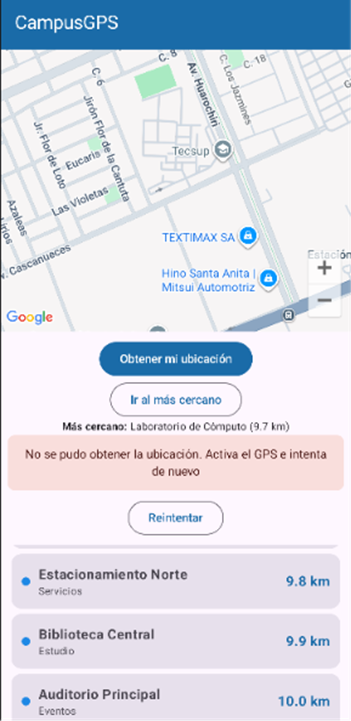 CampusGPS
C. 8
C. 18
C. 6
Av. Huarochirí
C. Los Jazmines
Jirón Flor de la Cantuta
Tecsup
Jr. Flor de Loto
Eucaris
Las Violetas
Azaleas
irios
v. Cascanueces
TEXTIMAX SA
Estación
Hino Santa Anita |
Mitsui Automotriz
+
−
Google
Obtener mi ubicación
Ir al más cercano
Más cercano: Laboratorio de Cómputo (9.7 km)
No se pudo obtener la ubicación. Activa el GPS e intenta
de nuevo
Reintentar
Estacionamiento Norte
Servicios
9.8 km
Biblioteca Central
Estudio
9.9 km
Auditorio Principal
Eventos
10.0 km